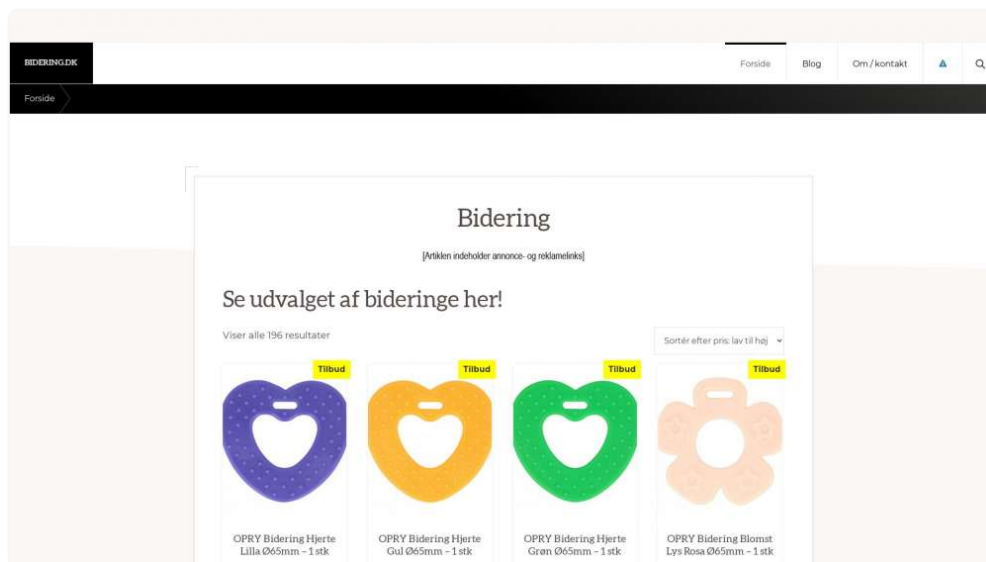 BIDERING.DK
Forside
Blog
Om / kontakt
Forside
Bidering
[Artiklen indeholder annonce- og reklamelinks]
Se udvalget af bideringe her!
Viser alle 196 resultater
Sortér efter pris: lav til høj
Tilbud
Tilbud
Tilbud
Tilbud
OPRY Bidering Hjerte
Lilla Ø65mm – 1 stk
OPRY Bidering Hjerte
Gul Ø65mm – 1 stk
OPRY Bidering Hjerte
Grøn Ø65mm – 1 stk
OPRY Bidering Blomst
Lys Rosa Ø65mm – 1 stk